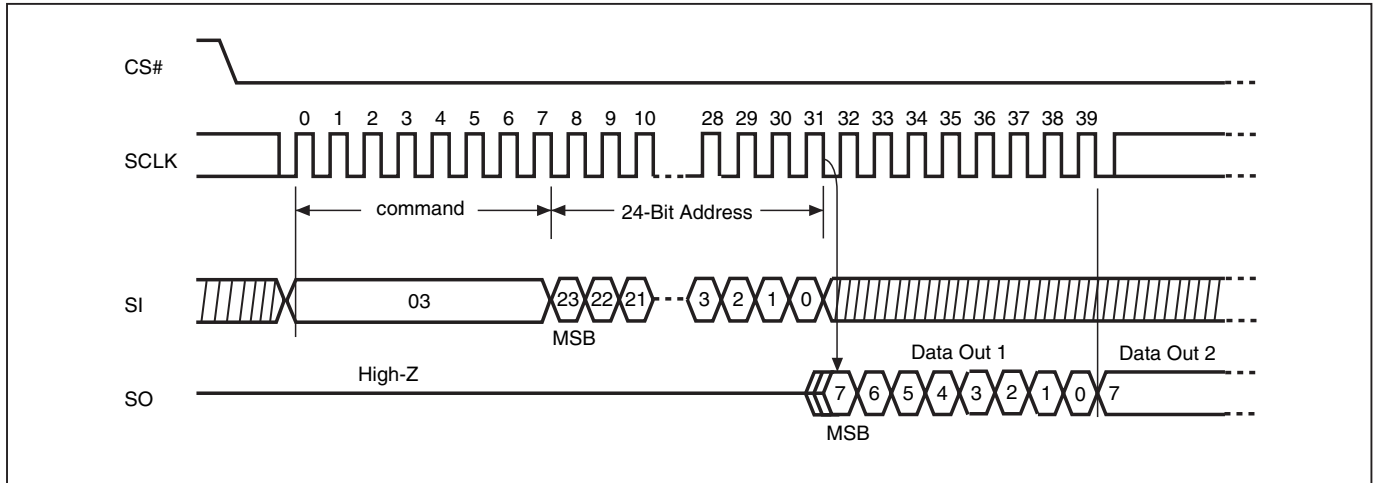 CS#
0 1 2 3 4 5 6 7 8 9 10 28 29 30 31 32 33 34 35 36 37 38 39
SCLK
command 24-Bit Address
SI 03 23 22 21 3 2 1 0
MSB
Data Out 1 Data Out 2
High-Z
SO 7 6 5 4 3 2 1 0 7
MSB